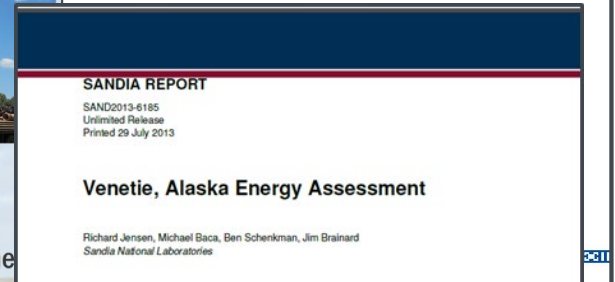 SANDIA REPORT
SAND2013-6185
Unlimited Release
Printed 29 July 2013
Venetie, Alaska Energy Assessment
Richard Jensen, Michael Baca, Ben Schenkman, Jim Brainard
Sandia National Laboratories